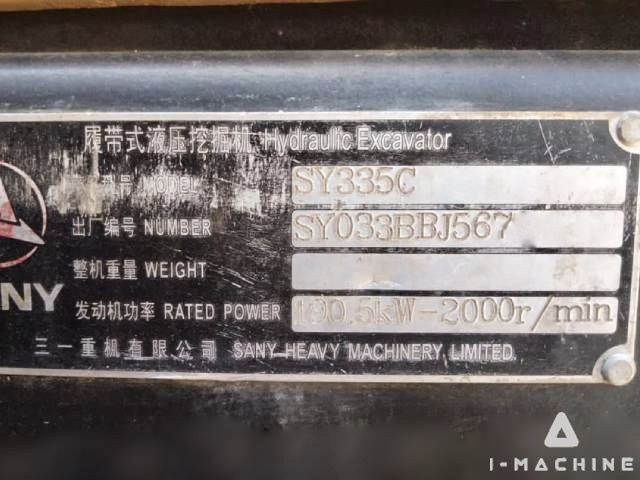 履带式液压挖掘机 Hydraulic Excavator
号 MODEL SY335C
出厂编号 NUMBER SY033BBJ567
整机重量 WEIGHT
NY
发动机功率 RATED POWER 190.5kW-2000r/min
三一重机有限公司 SANY HEAVY MACHINERY LIMITED
I-MACHINE